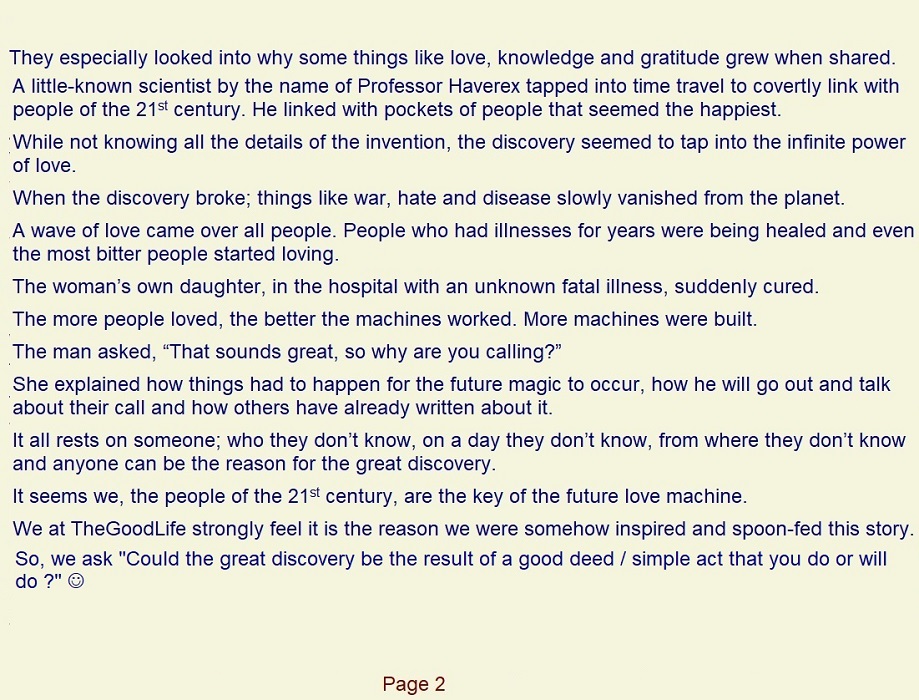 They especially looked into why some things like love, knowledge and gratitude grew when shared.
A little-known scientist by the name of Professor Haverex tapped into time travel to covertly link with
people of the 21st century. He linked with pockets of people that seemed the happiest.
While not knowing all the details of the invention, the discovery seemed to tap into the infinite power
of love.
When the discovery broke; things like war, hate and disease slowly vanished from the planet.
A wave of love came over all people. People who had illnesses for years were being healed and even
the most bitter people started loving.
The woman’s own daughter, in the hospital with an unknown fatal illness, suddenly cured.
The more people loved, the better the machines worked. More machines were built.
The man asked, “That sounds great, so why are you calling?”
She explained how things had to happen for the future magic to occur, how he will go out and talk
about their call and how others have already written about it.
It all rests on someone; who they don’t know, on a day they don’t know, from where they don’t know
and anyone can be the reason for the great discovery.
It seems we, the people of the 21st century, are the key of the future love machine.
We at TheGoodLife strongly feel it is the reason we were somehow inspired and spoon-fed this story.
So, we ask "Could the great discovery be the result of a good deed / simple act that you do or will
do ?" ☺
Page 2